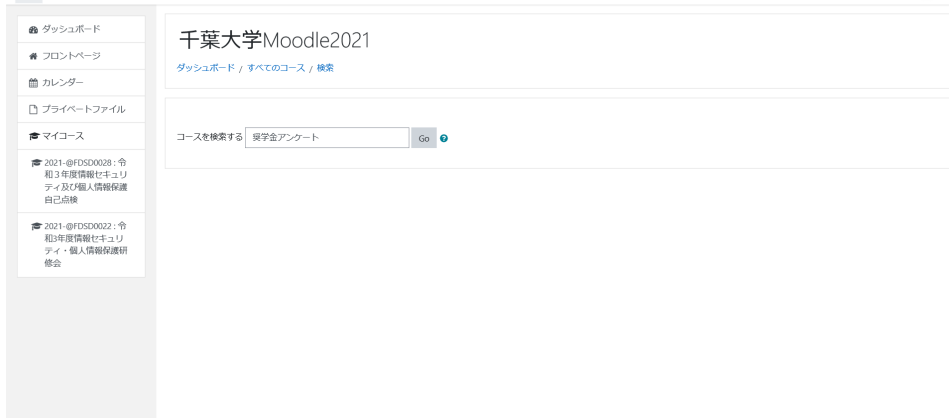 ダッシュボード
フロントページ
カレンダー
プライベートファイル
マイコース
2021-@FDSD0028 : 令
和３年度情報セキュリ
ティ及び個人情報保護
自己点検
2021-@FDSD0022 : 令
和3年度情報セキュリ
ティ・個人情報保護研
修会
千葉大学Moodle2021
ダッシュボード / すべてのコース / 検索
コースを検索する 奨学金アンケート Go